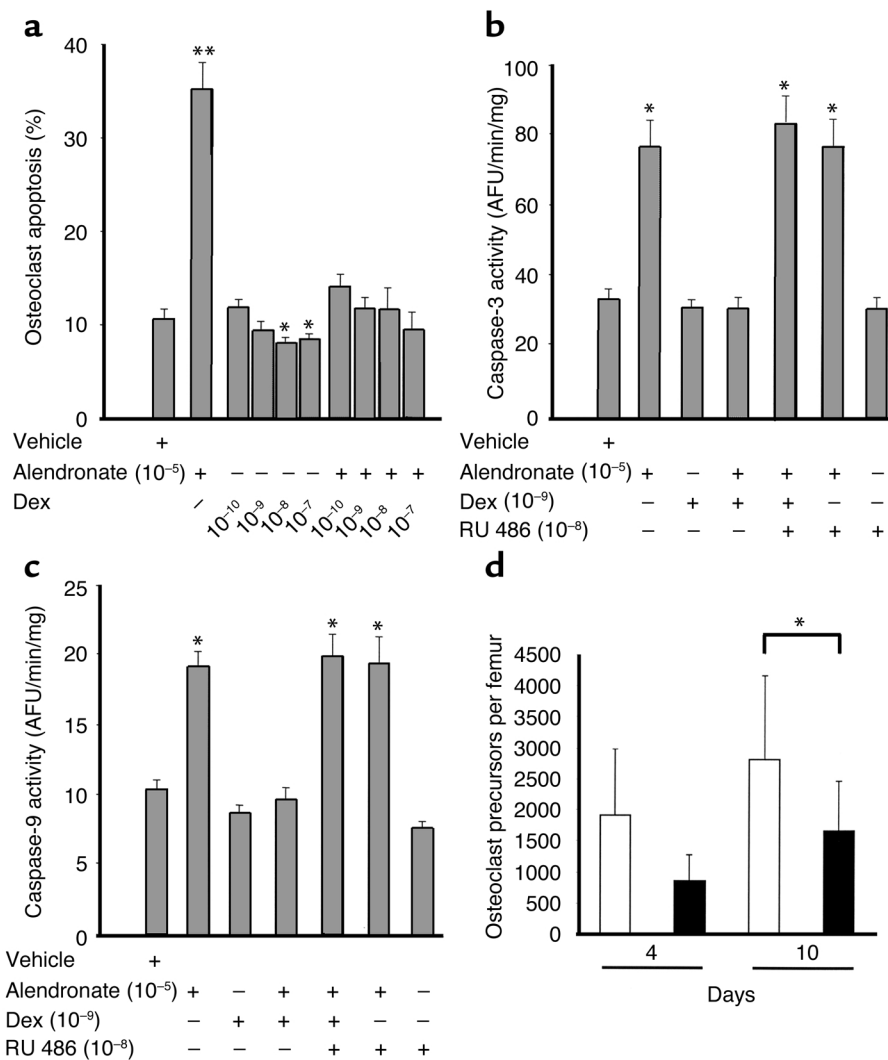 a
Osteoclast apoptosis (%)
40
30
20
10
0
**
*
*
Vehicle +
Alendronate (10⁻⁵) + – – – – + + + +
Dex – 10⁻¹⁰ 10⁻⁹ 10⁻⁸ 10⁻⁷ 10⁻¹⁰ 10⁻⁹ 10⁻⁸ 10⁻⁷
b
Caspase-3 activity (AFU/min/mg)
100
80
60
40
20
0
*
*
*
Vehicle +
Alendronate (10⁻⁵) + – + + + –
Dex (10⁻⁹) – + + + – –
RU 486 (10⁻⁸) – – – + + +
c
Caspase-9 activity (AFU/min/mg)
25
20
15
10
5
0
*
*
*
Vehicle +
Alendronate (10⁻⁵) + – + + + –
Dex (10⁻⁹) – + + + – –
RU 486 (10⁻⁸) – – – + + +
d
Osteoclast precursors per femur
4500
4000
3500
3000
2500
2000
1500
1000
500
0
*
4 10
Days